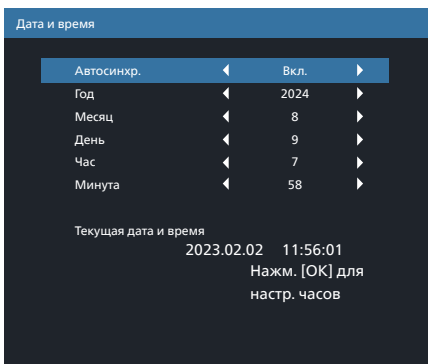 Дата и время
Автосинхр. Вкл.
Год 2024
Месяц 8
День 9
Час 7
Минута 58
Текущая дата и время
2023.02.02 11:56:01
Нажм. [ОК] для
настр. часов